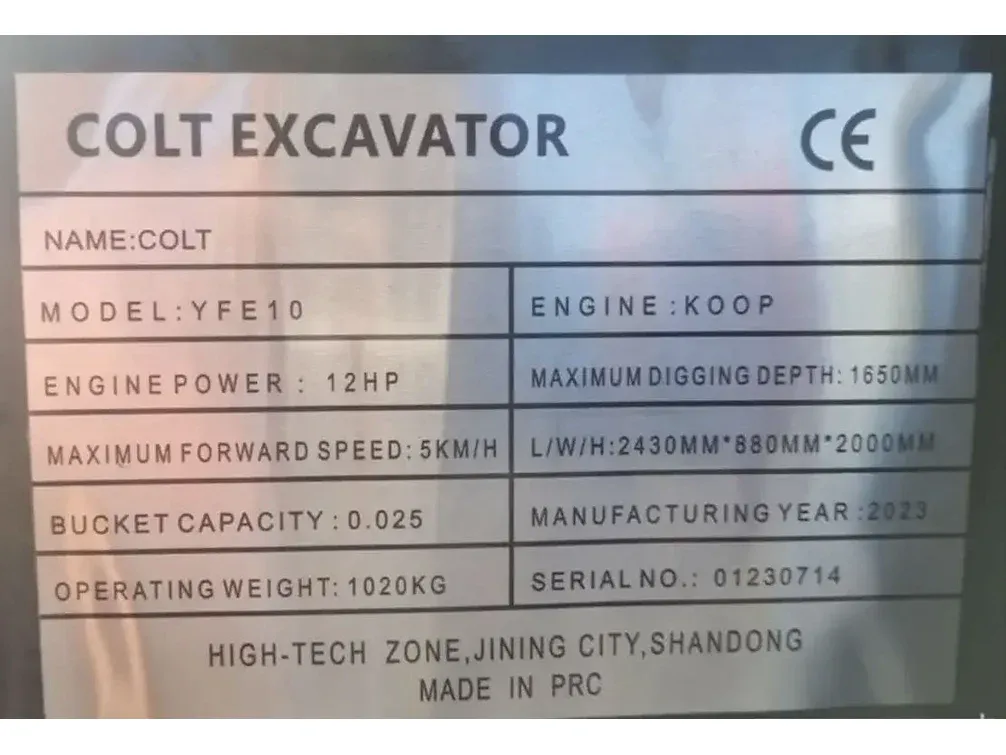 COLT EXCAVATOR CE
NAME:COLT
MODEL:YFE10 ENGINE:KOOP
ENGINE POWER: 12HP MAXIMUM DIGGING DEPTH: 1650MM
MAXIMUM FORWARD SPEED: 5KM/H L/W/H:2430MM*880MM*2000MM
BUCKET CAPACITY: 0.025 MANUFACTURING YEAR:2023
OPERATING WEIGHT: 1020KG SERIAL NO.: 01230714
HIGH-TECH ZONE,JINING CITY,SHANDONG
MADE IN PRC